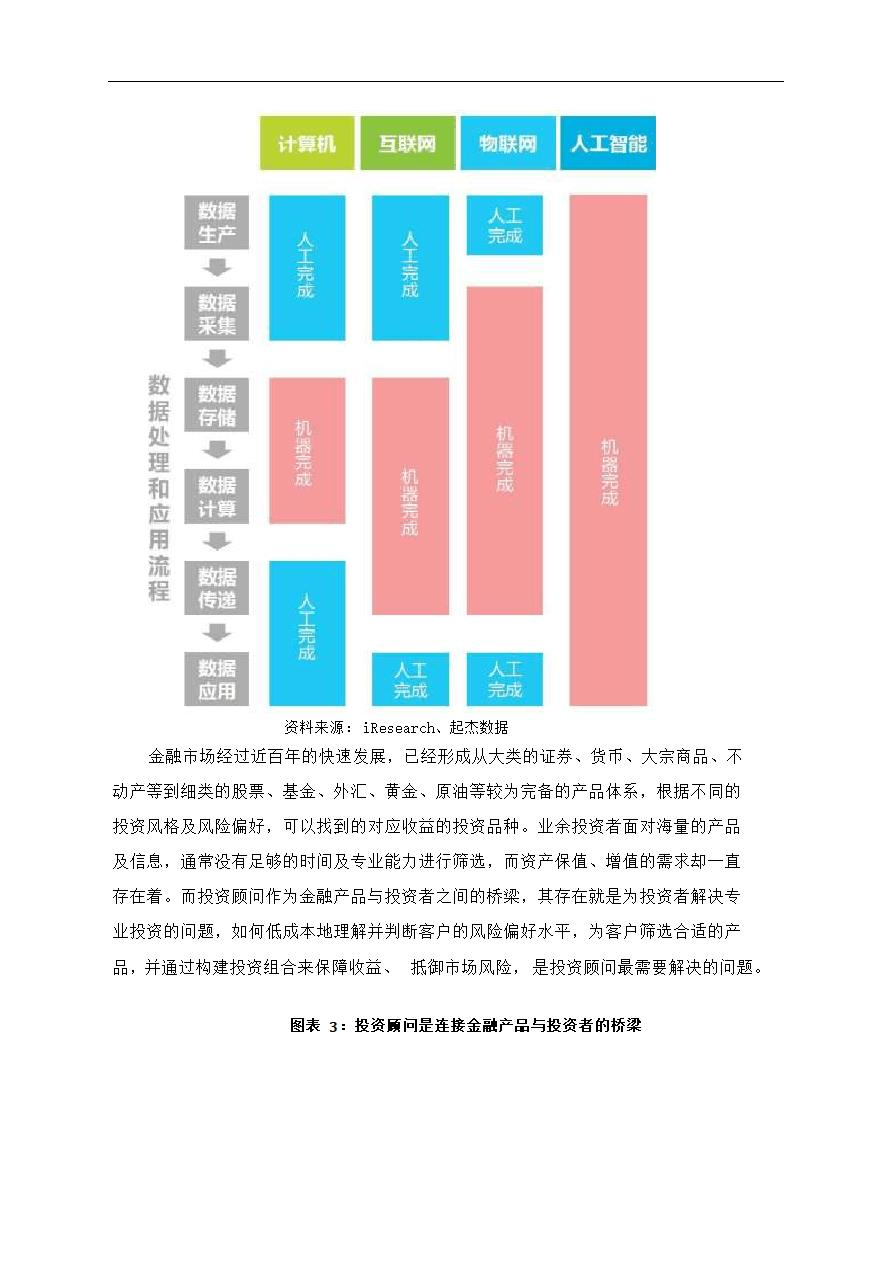 计算机 互联网 物联网 人工智能
数据处理和应用流程
数据
生产
数据
采集
数据
存储
数据
计算
数据
传递
数据
应用
人工完成
机器完成
人工完成
人工完成
机器完成
人工
完成
人工
完成
机器完成
人工
完成
机器完成
资料来源：iResearch、起杰数据
金融市场经过近百年的快速发展，已经形成从大类的证券、货币、大宗商品、不
动产等到细类的股票、基金、外汇、黄金、原油等较为完备的产品体系，根据不同的
投资风格及风险偏好，可以找到的对应收益的投资品种。业余投资者面对海量的产品
及信息，通常没有足够的时间及专业能力进行筛选，而资产保值、增值的需求却一直
存在着。而投资顾问作为金融产品与投资者之间的桥梁，其存在就是为投资者解决专
业投资的问题，如何低成本地理解并判断客户的风险偏好水平，为客户筛选合适的产
品，并通过构建投资组合来保障收益、 抵御市场风险， 是投资顾问最需要解决的问题。
图表 3：投资顾问是连接金融产品与投资者的桥梁